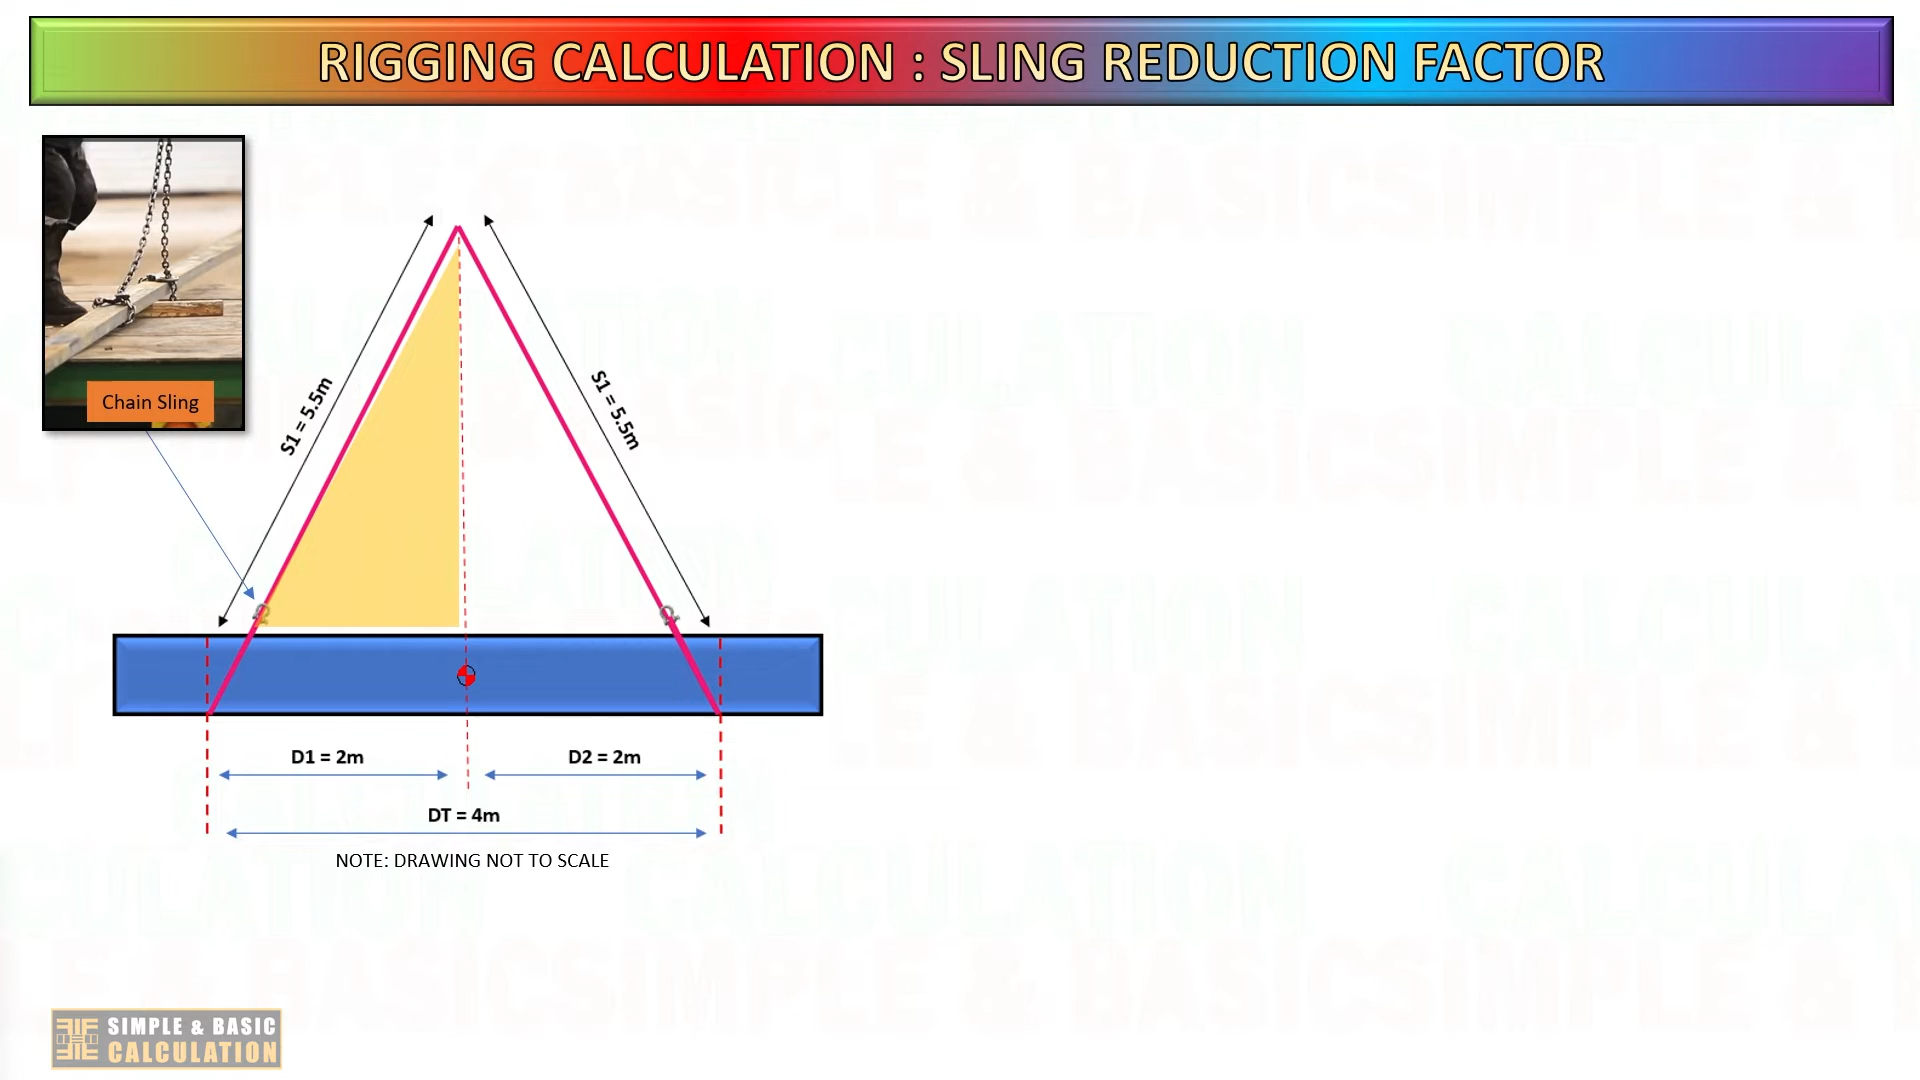 RIGGING CALCULATION : SLING REDUCTION FACTOR
Chain Sling
S1 = 5.5m
S1 = 5.5m
D1 = 2m
D2 = 2m
DT = 4m
NOTE: DRAWING NOT TO SCALE
SIMPLE & BASIC
CALCULATION